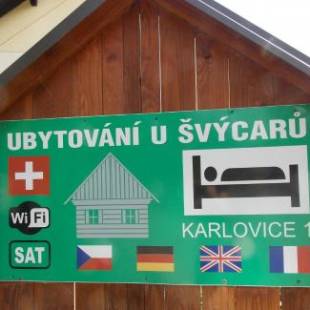 UBYTOVÁNÍ U ŠVÝCARŮ
WiFi
KARLOVICE 1
SAT